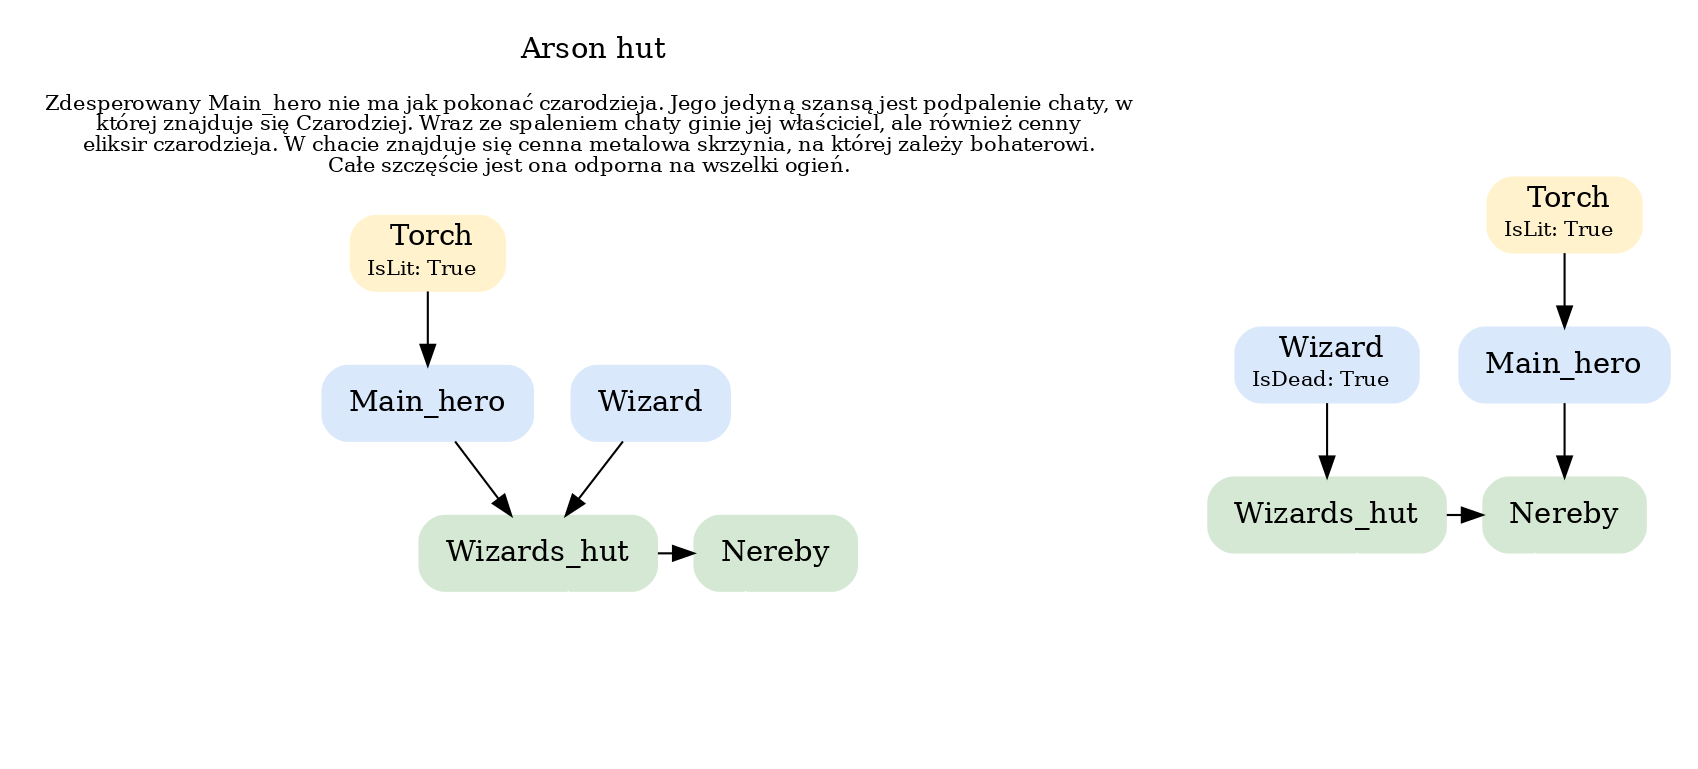 Arson hut
Zdesperowany Main_hero nie ma jak pokonać czarodzieja. Jego jedyną szansą jest podpalenie chaty, w
której znajduje się Czarodziej. Wraz ze spaleniem chaty ginie jej właściciel, ale również cenny
eliksir czarodzieja. W chacie znajduje się cenna metalowa skrzynia, na której zależy bohaterowi.
Całe szczęście jest ona odporna na wszelki ogień.
Torch
IsLit: True
Main_hero
Wizard
Wizards_hut
Nereby
Torch
IsLit: True
Wizard
IsDead: True
Main_hero
Wizards_hut
Nereby